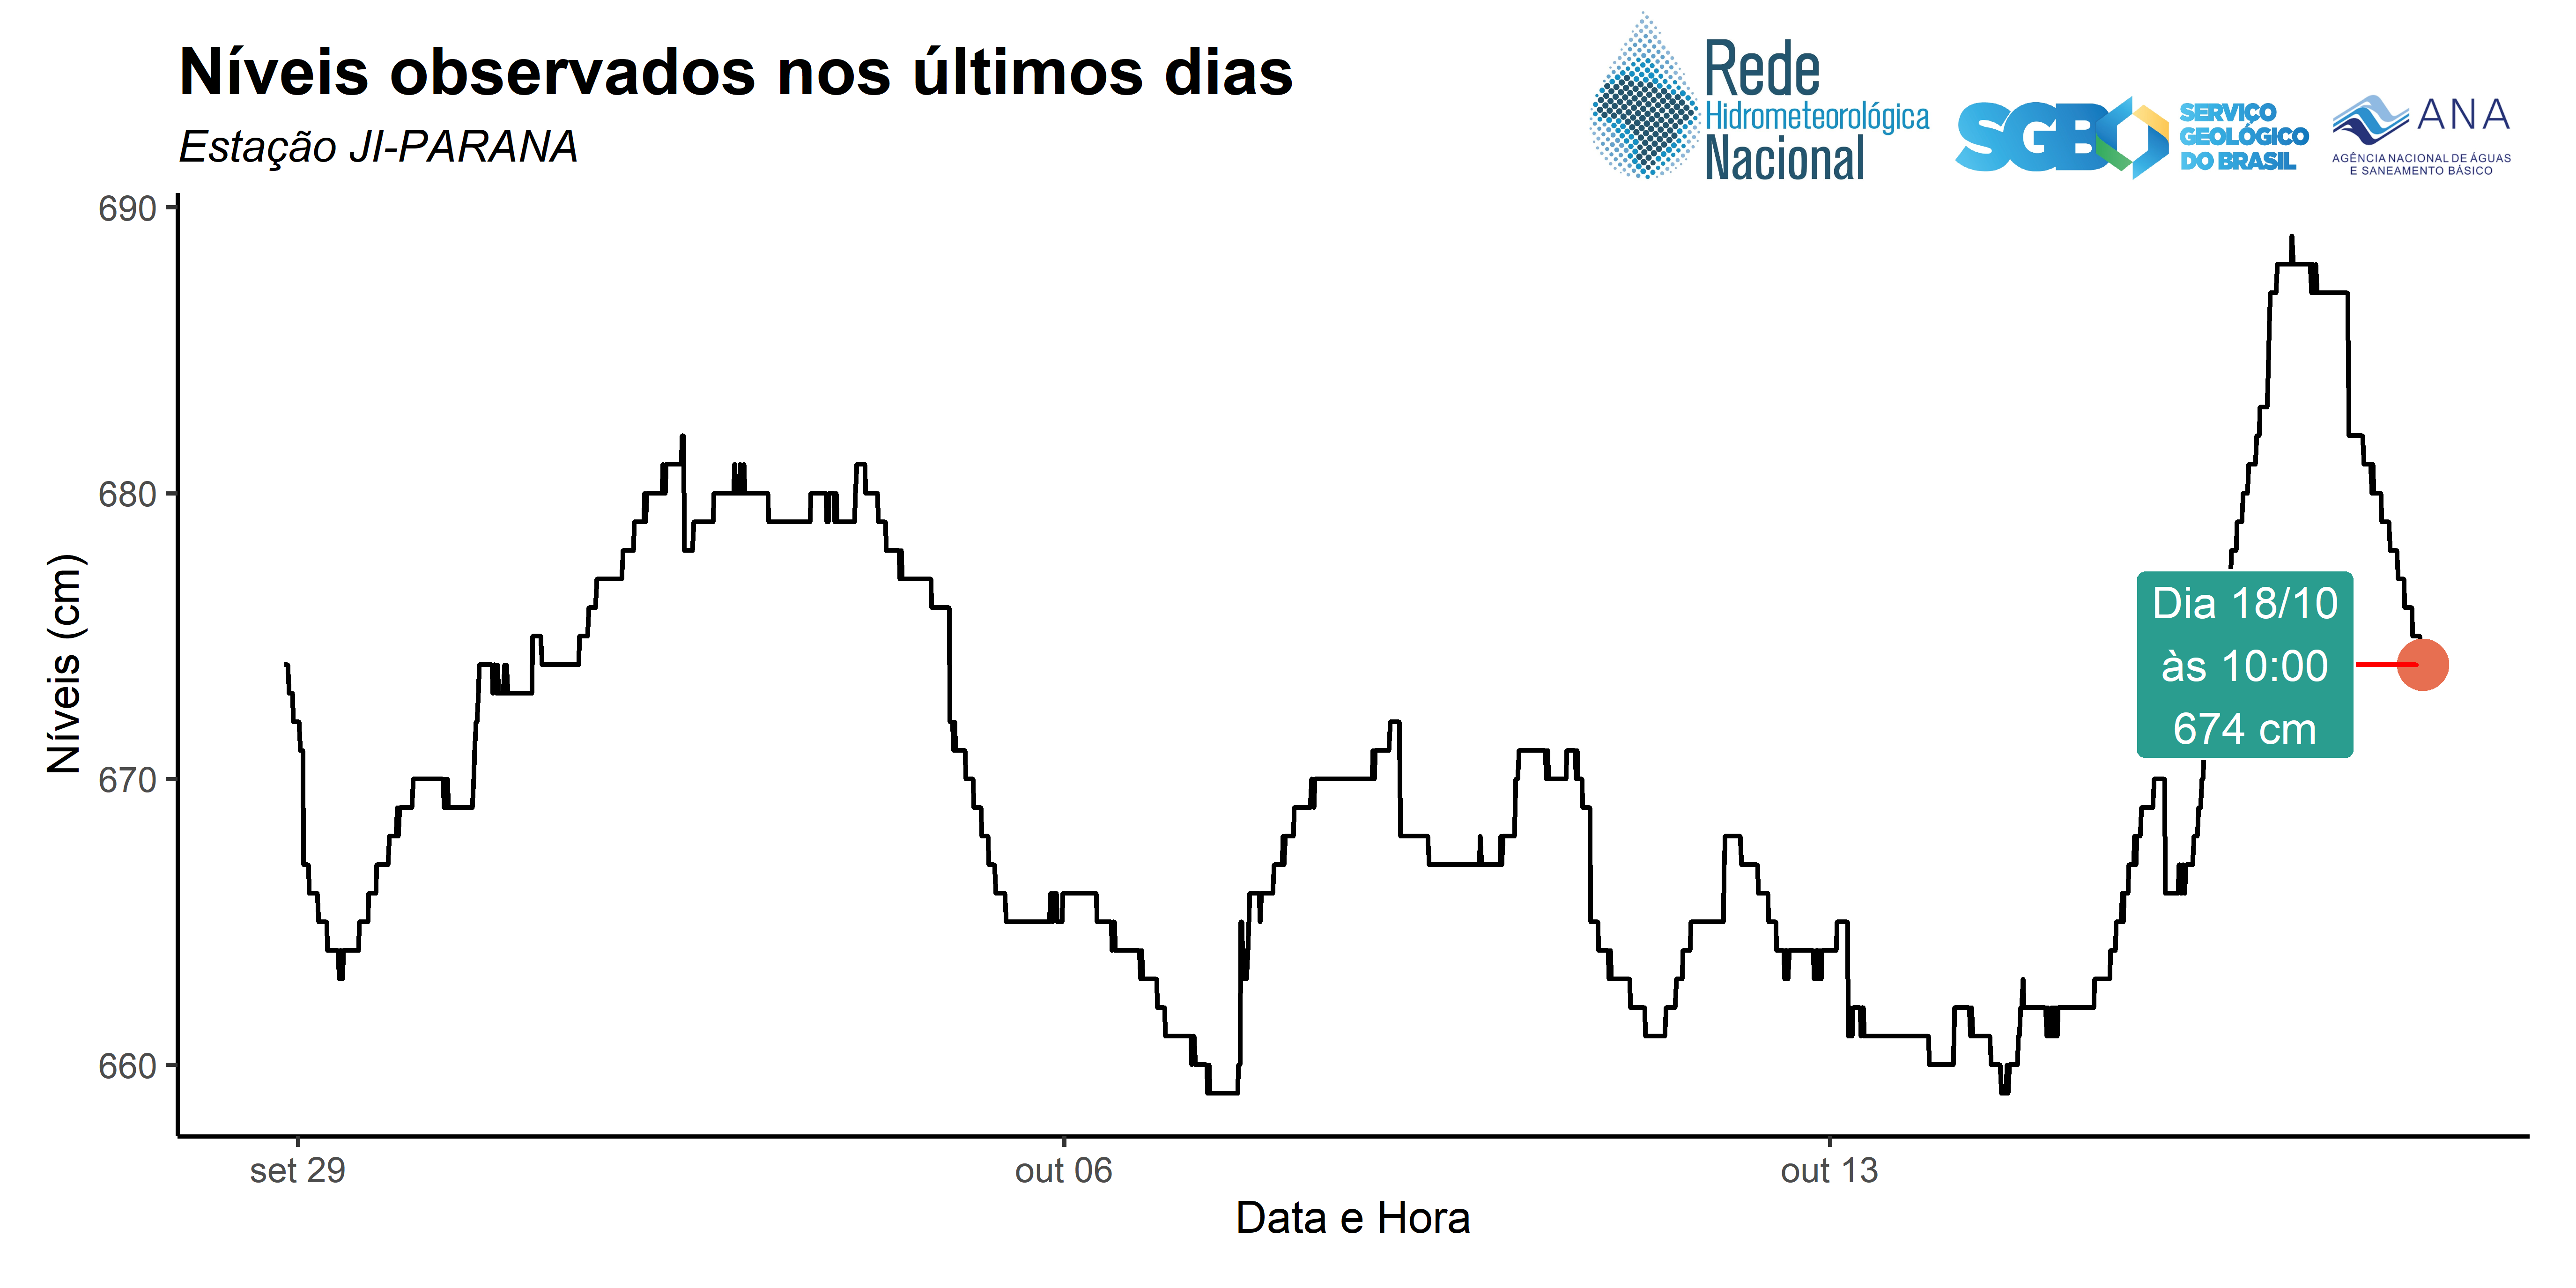 Níveis observados nos últimos dias
Estação JI-PARANA
Rede
Hidrometeorológica
Nacional
SGB
SERVIÇO
GEOLÓGICO
DO BRASIL
ANA
AGÊNCIA NACIONAL DE ÁGUAS
E SANEAMENTO BÁSICO
Níveis (cm)
690
680
670
660
Dia 18/10
às 10:00
674 cm
set 29
out 06
out 13
Data e Hora